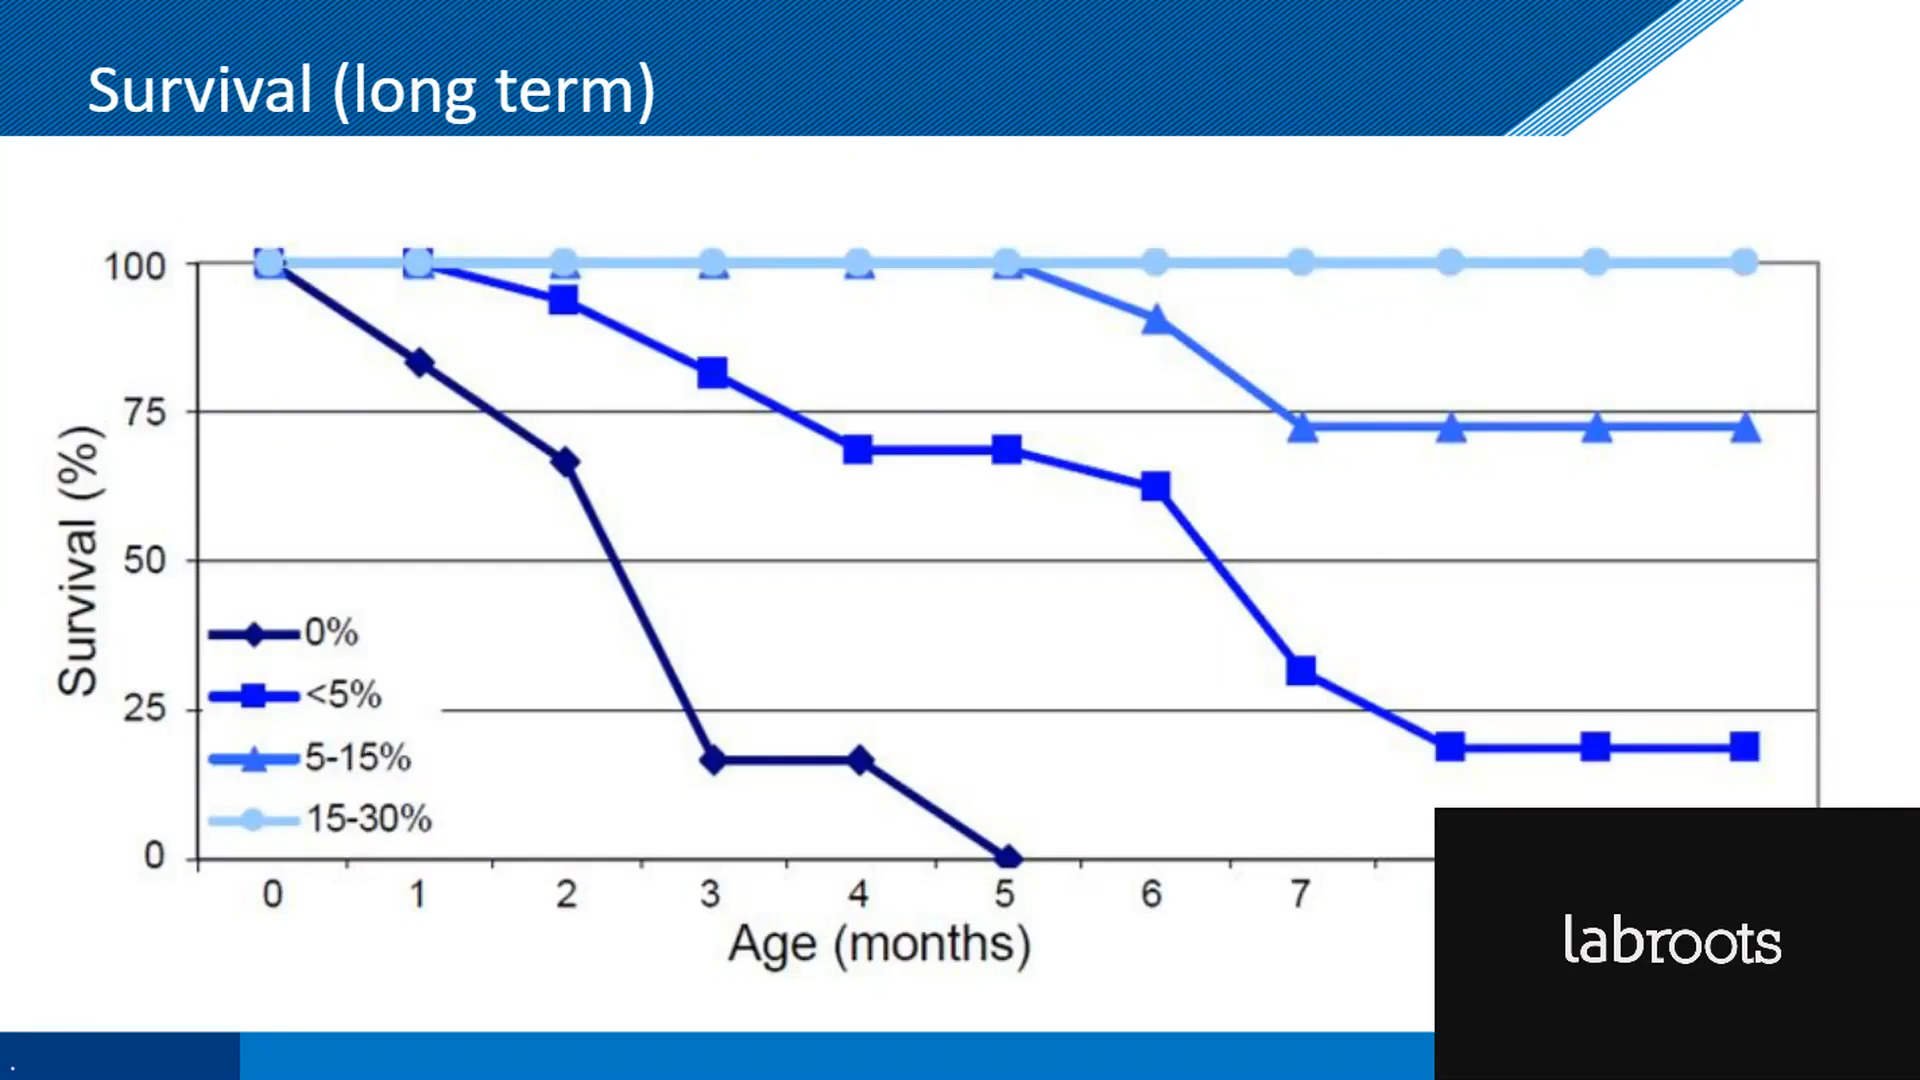 Survival (long term)
100
75
50
25
0
Survival (%)
0%
<5%
5-15%
15-30%
0 1 2 3 4 5 6 7
Age (months)
labroots